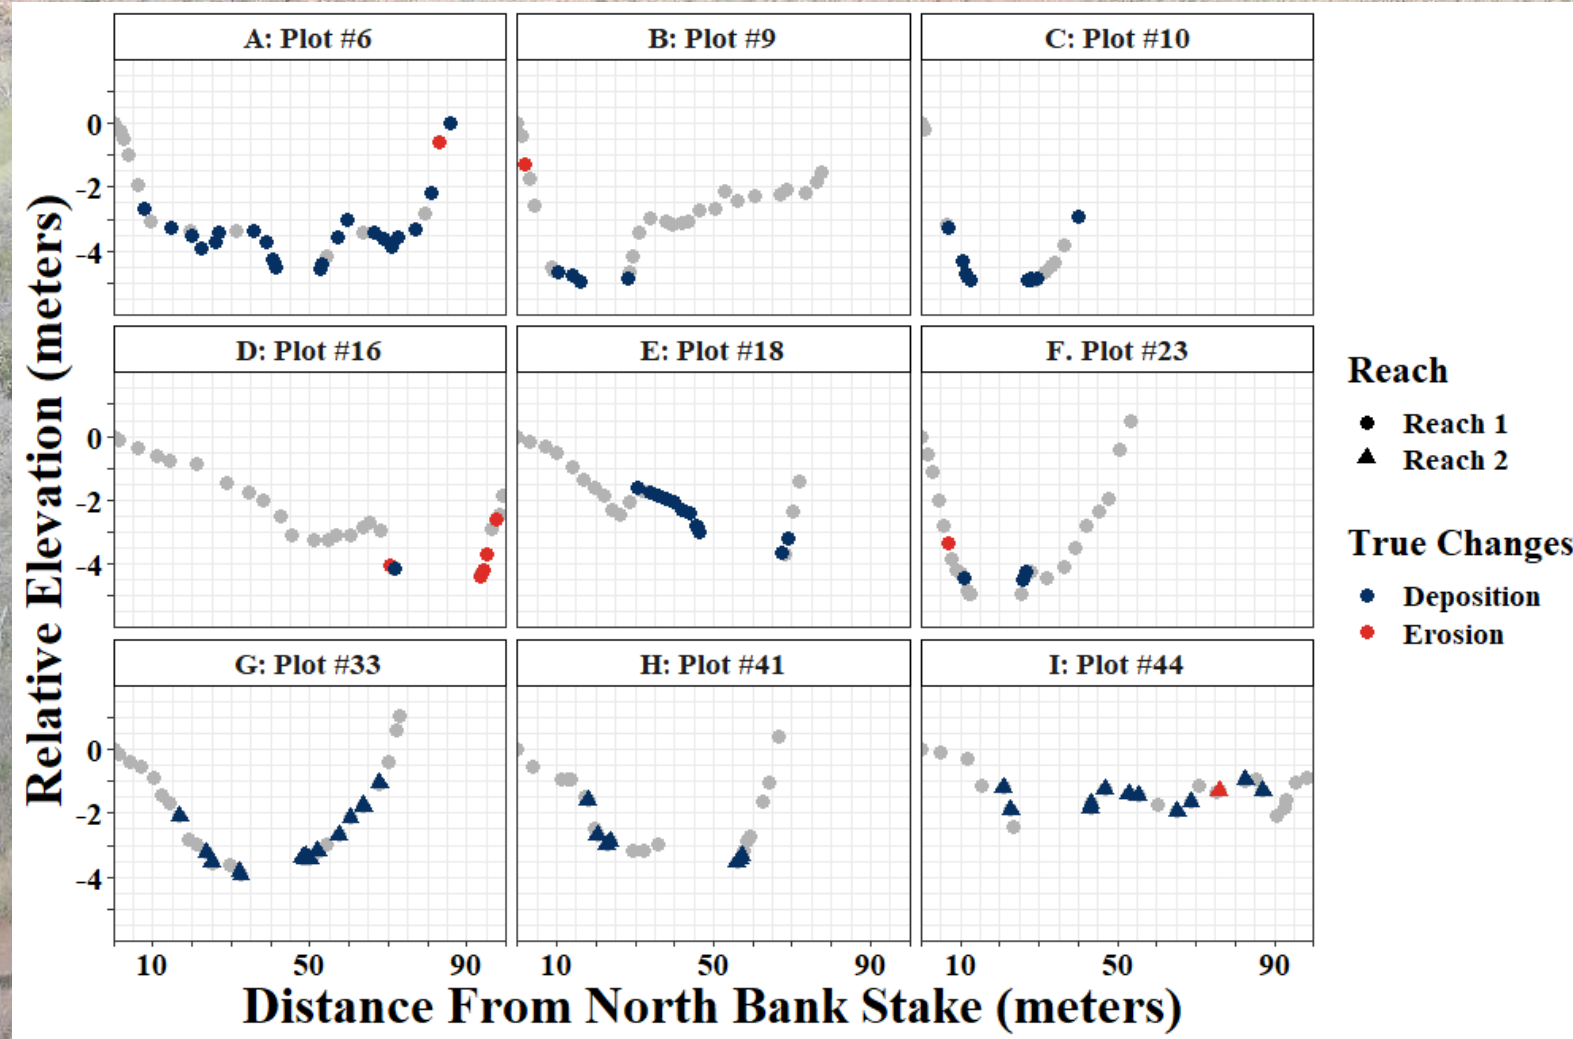 A: Plot #6
B: Plot #9
C: Plot #10
0
-2
-4
D: Plot #16
E: Plot #18
F. Plot #23
0
-2
-4
G: Plot #33
H: Plot #41
I: Plot #44
0
-2
-4
10 50 90
10 50 90
10 50 90
Relative Elevation (meters)
Distance From North Bank Stake (meters)
Reach
Reach 1
Reach 2
True Changes
Deposition
Erosion